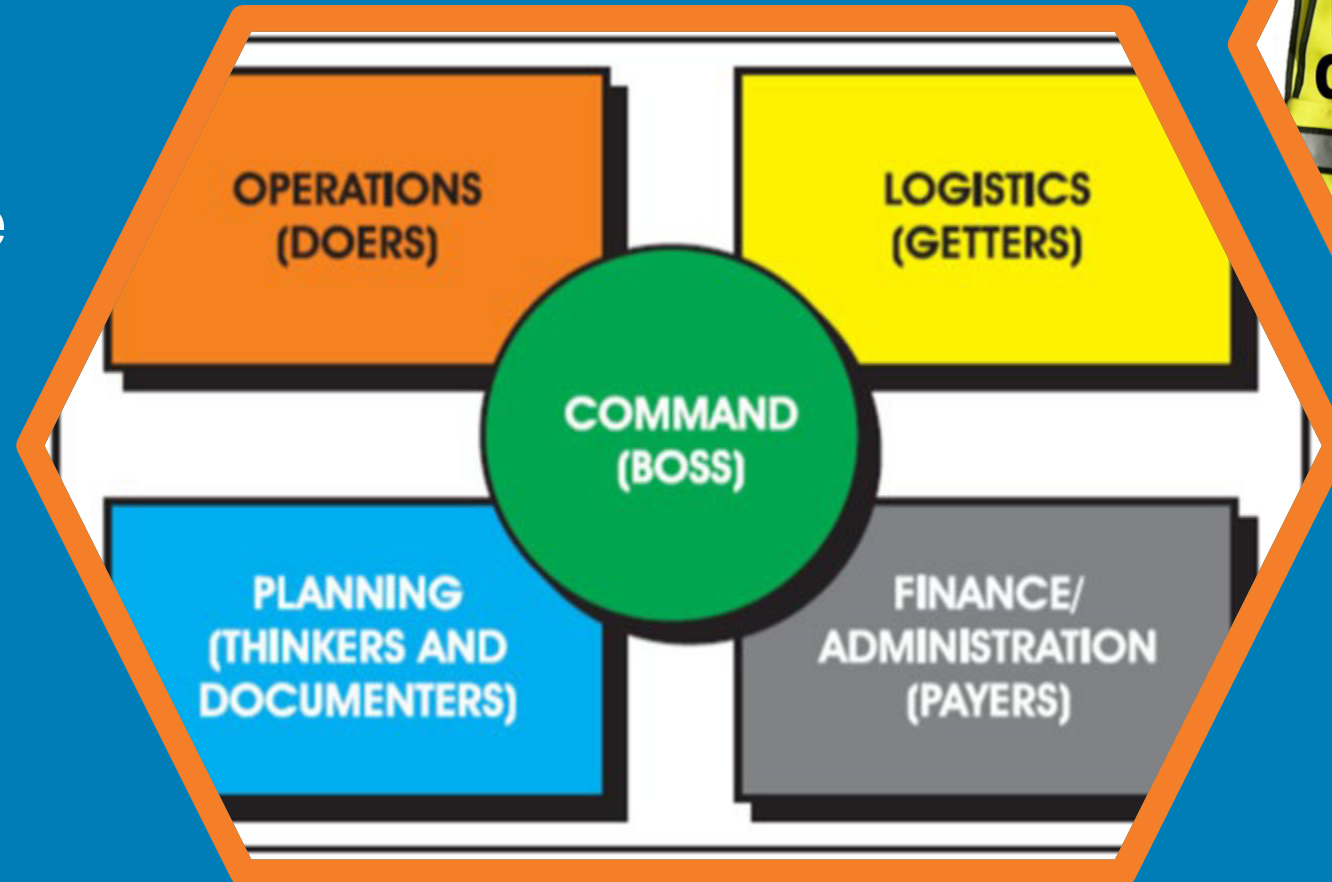 OPERATIONS
(DOERS)
LOGISTICS
(GETTERS)
COMMAND
(BOSS)
PLANNING
(THINKERS AND
DOCUMENTERS)
FINANCE/
ADMINISTRATION
(PAYERS)